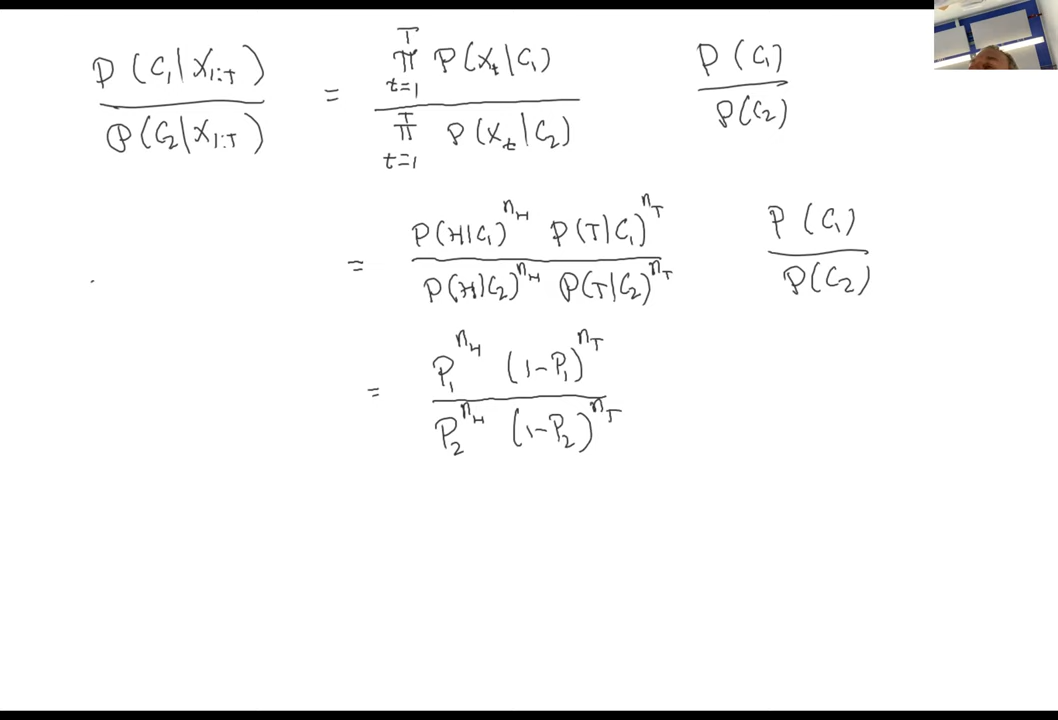 P(C₁|X₁:T) / P(C₂|X₁:T) = ∏ₜ₌₁ᵀ P(Xₜ|C₁) / ∏ₜ₌₁ᵀ P(Xₜ|C₂) P(C₁) / P(C₂)
= P(H|C₁)^n_H P(T|C₁)^n_T / P(H|C₂)^n_H P(T|C₂)^n_T P(C₁) / P(C₂)
= P₁^n_H (1-P₁)^n_T / P₂^n_H (1-P₂)^n_T